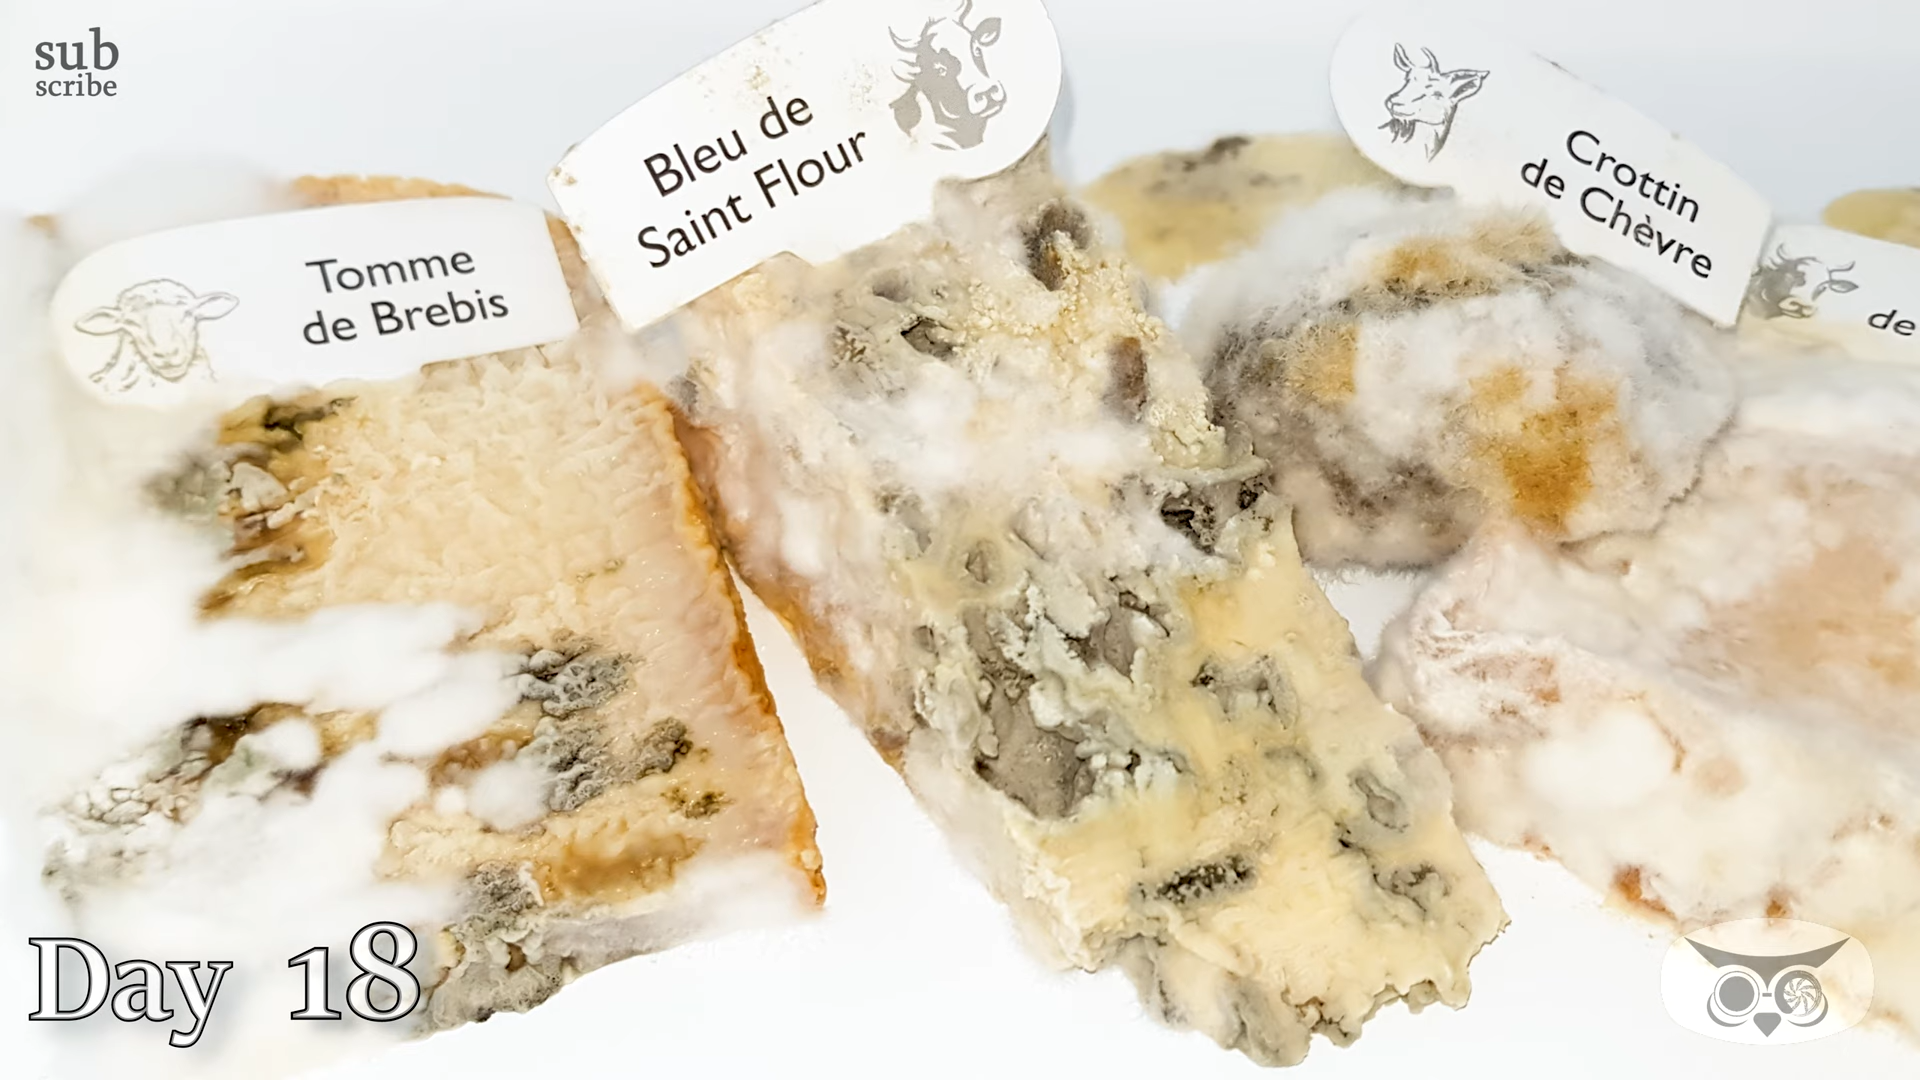 sub
scribe
Bleu de
Saint Flour
Crottin
de Chèvre
Tomme
de Brebis
de
Day 18